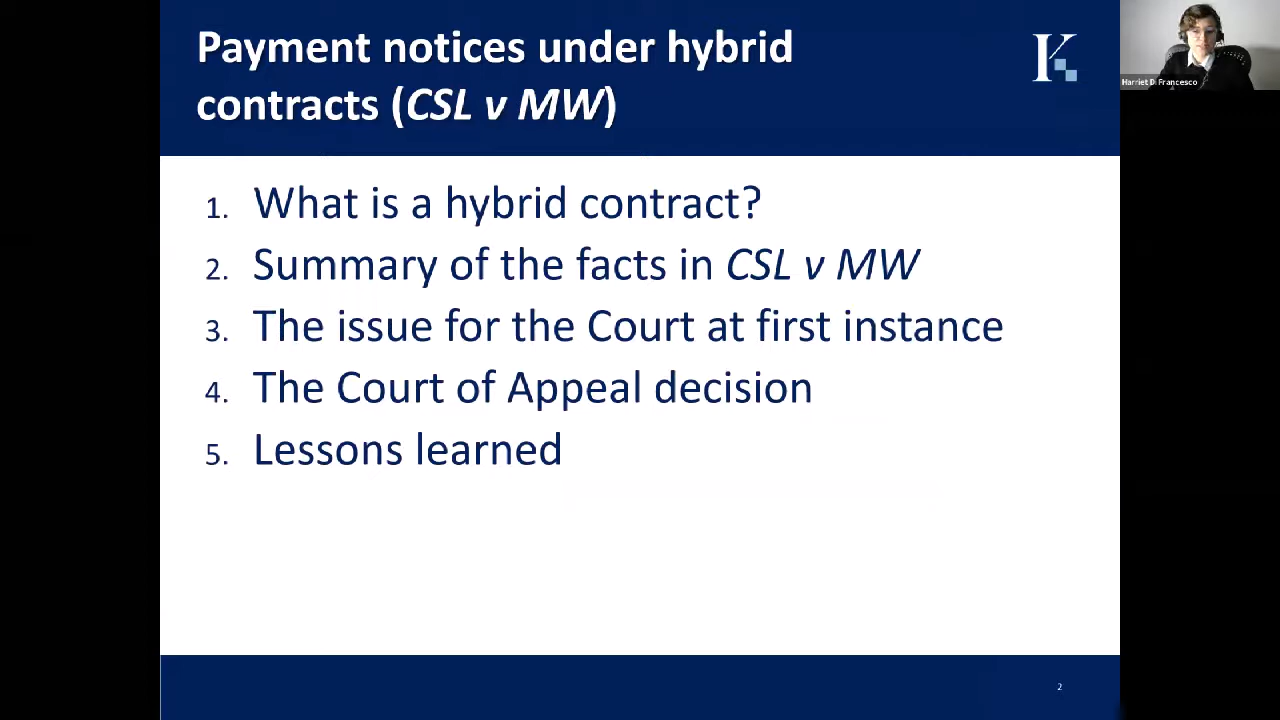 Payment notices under hybrid
contracts (CSL v MW)
K
Harriet Di Francesco
1. What is a hybrid contract?
2. Summary of the facts in CSL v MW
3. The issue for the Court at first instance
4. The Court of Appeal decision
5. Lessons learned
2